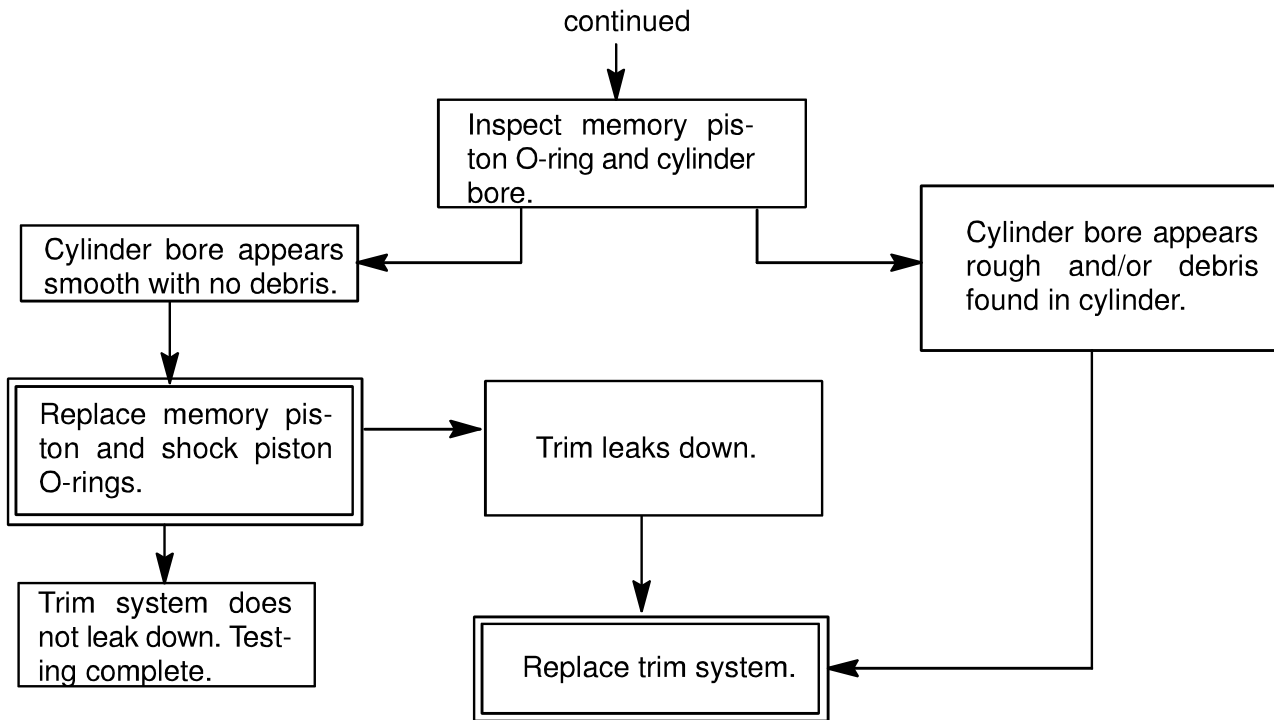 continued
Inspect memory pis-
ton O-ring and cylinder
bore.
Cylinder bore appears
smooth with no debris.
Cylinder bore appears
rough and/or debris
found in cylinder.
Replace memory pis-
ton and shock piston
O-rings.
Trim leaks down.
Trim system does
not leak down. Test-
ing complete.
Replace trim system.